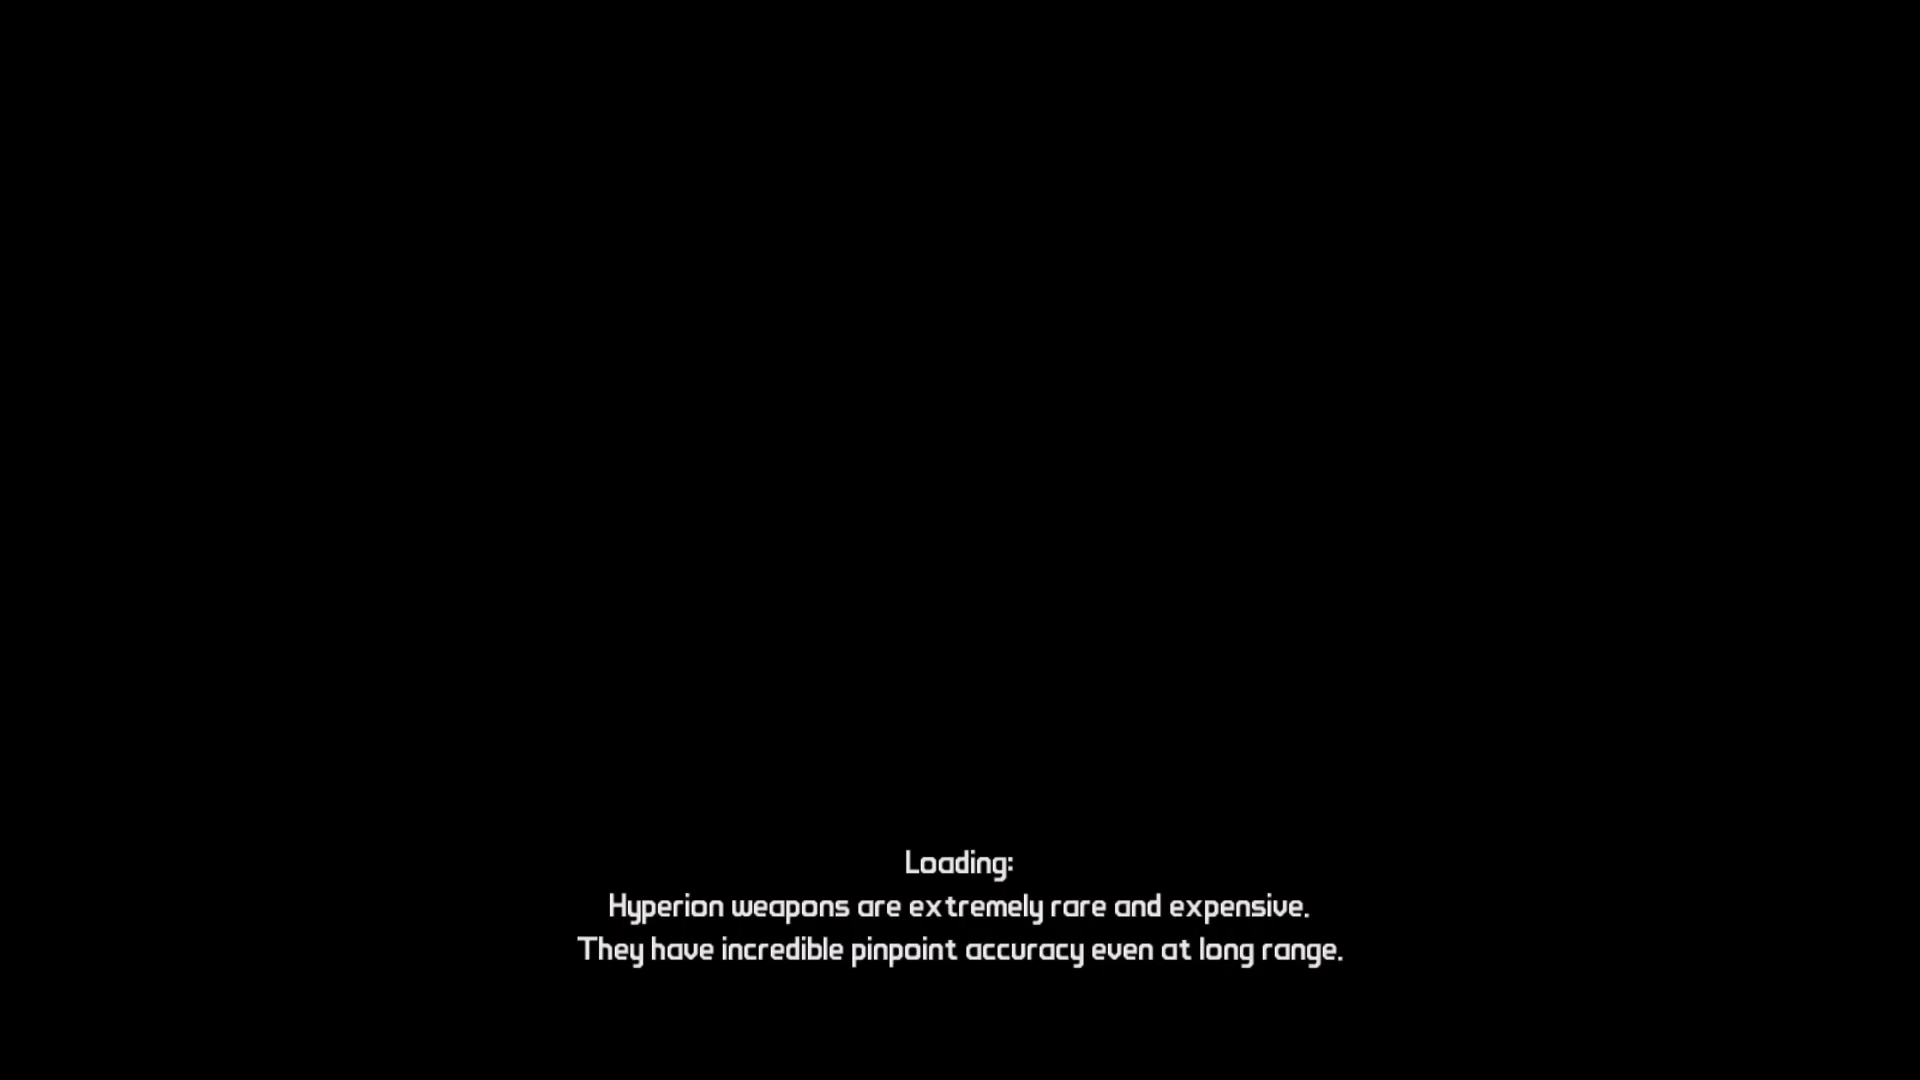 Loading:
Hyperion weapons are extremely rare and expensive.
They have incredible pinpoint accuracy even at long range.